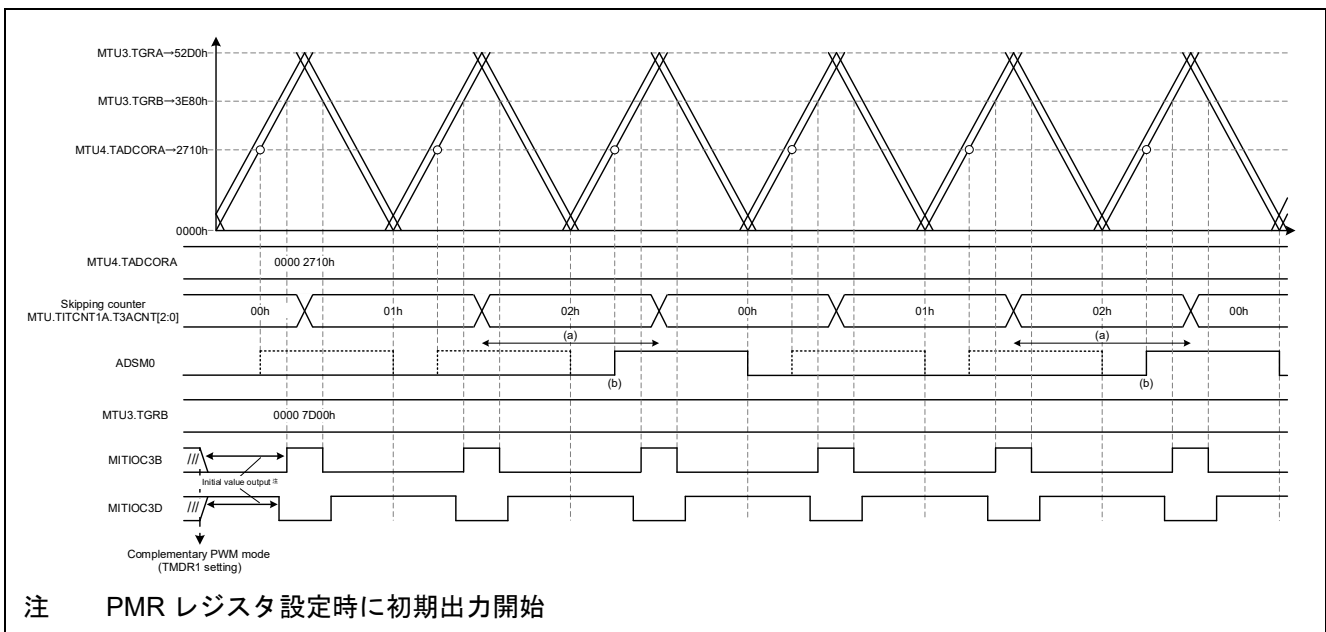 MTU3.TGRA→52D0h
MTU3.TGRB→3E80h
MTU4.TADCORA→2710h
0000h
MTU4.TADCORA 0000 2710h
Skipping counter
MTU.TITCNT1A.T3ACNT[2:0] 00h 01h 02h 00h 01h 02h 00h
(a) (a)
ADSM0
(b) (b)
MTU3.TGRB 0000 7D00h
MITIOC3B ///
Initial value output 注
MITIOC3D ///
Complementary PWM mode
(TMDR1 setting)
注 PMR レジスタ設定時に初期出力開始